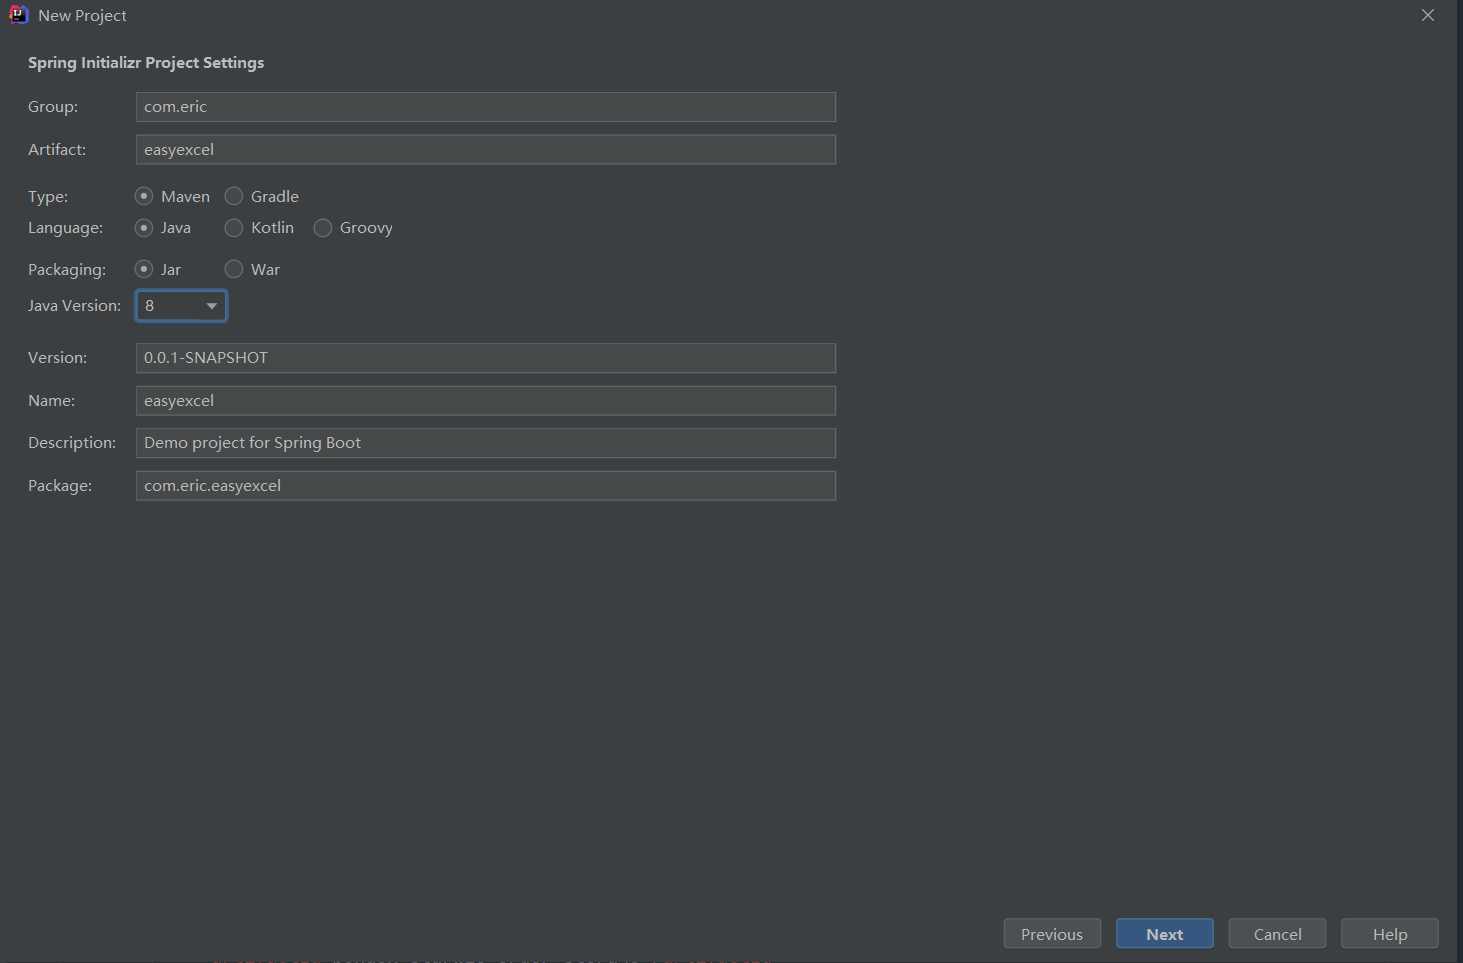 New Project
Spring Initializr Project Settings
Group: com.eric
Artifact: easyexcel
Type: Maven Gradle
Language: Java Kotlin Groovy
Packaging: Jar War
Java Version: 8
Version: 0.0.1-SNAPSHOT
Name: easyexcel
Description: Demo project for Spring Boot
Package: com.eric.easyexcel
Previous Next Cancel Help